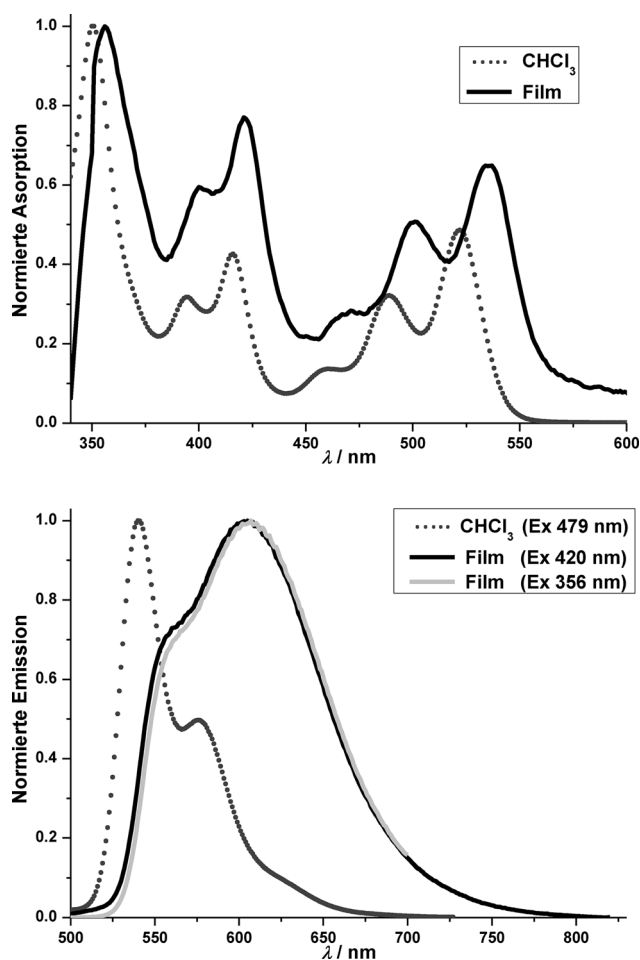 CHCl₃
Film
Normierte Asorption
1.0
0.8
0.6
0.4
0.2
0.0
350
400
450
500
550
600
λ / nm
CHCl₃ (Ex 479 nm)
Film (Ex 420 nm)
Film (Ex 356 nm)
Normierte Emission
1.0
0.8
0.6
0.4
0.2
0.0
500
550
600
650
700
750
800
λ / nm